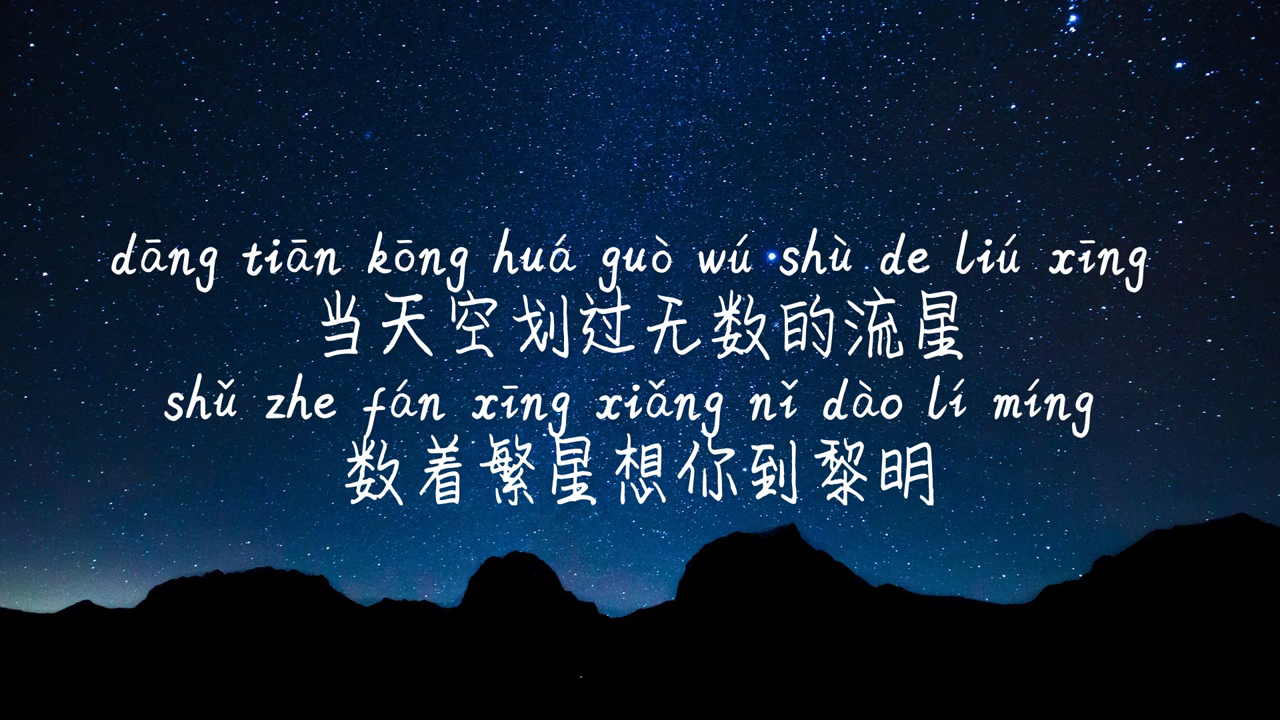 dāng tiān kōng huá guò wú shù de liú xīng
当天空划过无数的流星
shǔ zhe fán xīng xiǎng nǐ dào lí míng
数着繁星想你到黎明